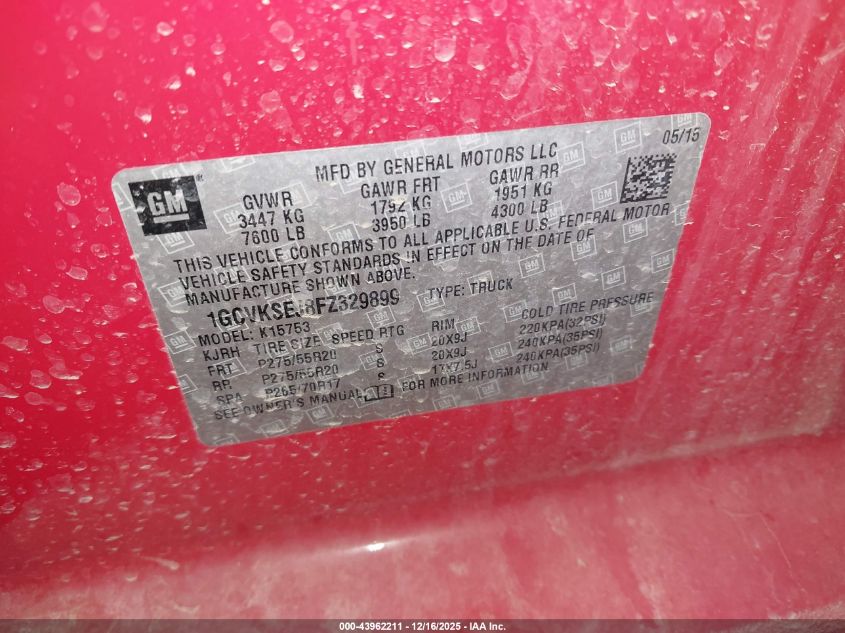 05/15
MFD BY GENERAL MOTORS LLC
GM
GVWR GAWR FRT GAWR RR
3447 KG 1792 KG 1951 KG
7600 LB 3950 LB 4300 LB
THIS VEHICLE CONFORMS TO ALL APPLICABLE U.S. FEDERAL MOTOR
VEHICLE SAFETY STANDARDS IN EFFECT ON THE DATE OF
MANUFACTURE SHOWN ABOVE.
1GCVKSEJ8FZ329899 TYPE: TRUCK
MODEL: K15753
KJRH TIRE SIZE SPEED RTG RIM COLD TIRE PRESSURE
FRT P275/55R20 S 20X9J 220KPA(32PSI)
RR P275/55R20 S 20X9J 240KPA(35PSI)
SPA P265/70R17 S 17X7.5J 240KPA(35PSI)
SEE OWNER'S MANUAL FOR MORE INFORMATION
000-43962211 - 12/16/2025 - IAA Inc.